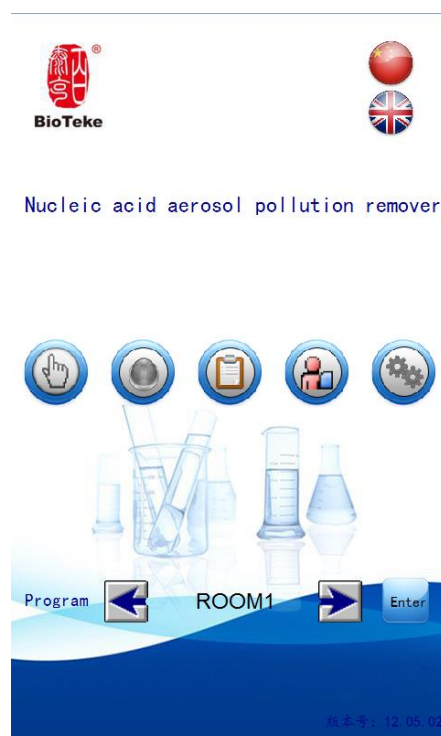 ®
BioTeke
Nucleic acid aerosol pollution remover
Program
ROOM1
Enter
版本号: 12.05.02